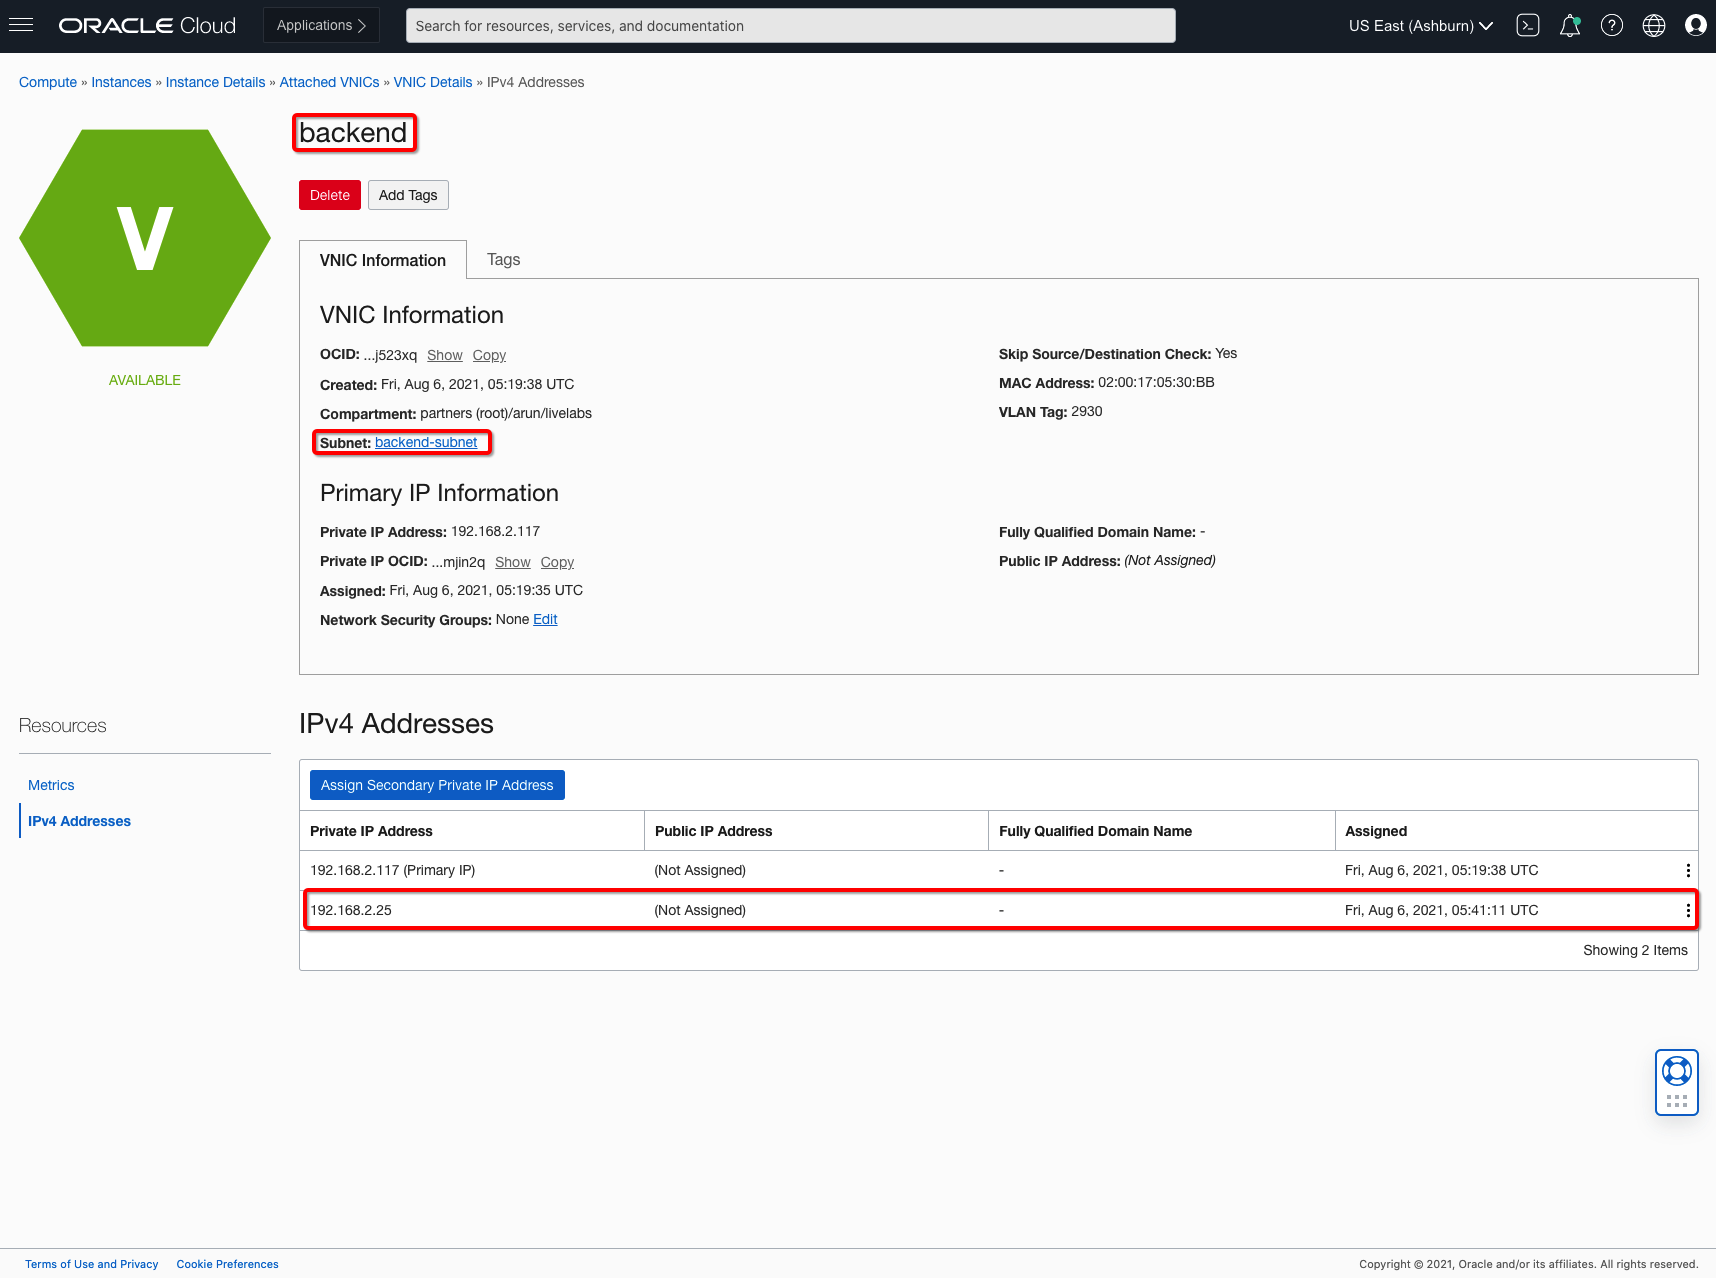 ORACLE Cloud
Applications
Search for resources, services, and documentation
US East (Ashburn)
Compute » Instances » Instance Details » Attached VNICs » VNIC Details » IPv4 Addresses
V
AVAILABLE
backend
Delete
Add Tags
VNIC Information
Tags
VNIC Information
OCID: ...j523xq Show Copy
Created: Fri, Aug 6, 2021, 05:19:38 UTC
Compartment: partners (root)/arun/livelabs
Subnet: backend-subnet
Skip Source/Destination Check: Yes
MAC Address: 02:00:17:05:30:BB
VLAN Tag: 2930
Primary IP Information
Private IP Address: 192.168.2.117
Private IP OCID: ...mjin2q Show Copy
Assigned: Fri, Aug 6, 2021, 05:19:35 UTC
Network Security Groups: None Edit
Fully Qualified Domain Name: -
Public IP Address: (Not Assigned)
Resources
Metrics
IPv4 Addresses
IPv4 Addresses
Assign Secondary Private IP Address
Private IP Address Public IP Address Fully Qualified Domain Name Assigned
192.168.2.117 (Primary IP) (Not Assigned) - Fri, Aug 6, 2021, 05:19:38 UTC
192.168.2.25 (Not Assigned) - Fri, Aug 6, 2021, 05:41:11 UTC
Showing 2 Items
Terms of Use and Privacy Cookie Preferences
Copyright © 2021, Oracle and/or its affiliates. All rights reserved.